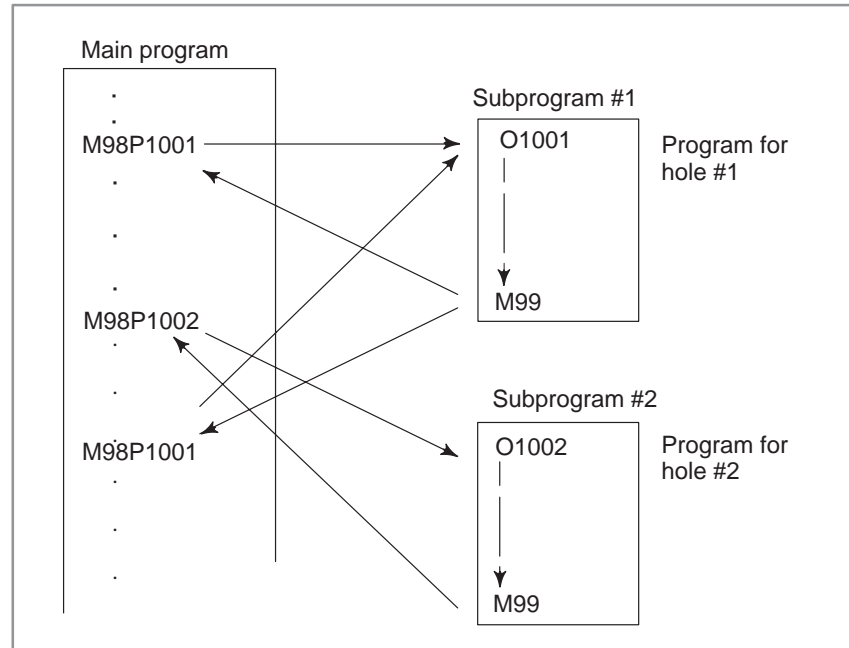 Main program
M98P1001
M98P1002
M98P1001
Subprogram #1
O1001
M99
Program for
hole #1
Subprogram #2
O1002
M99
Program for
hole #2